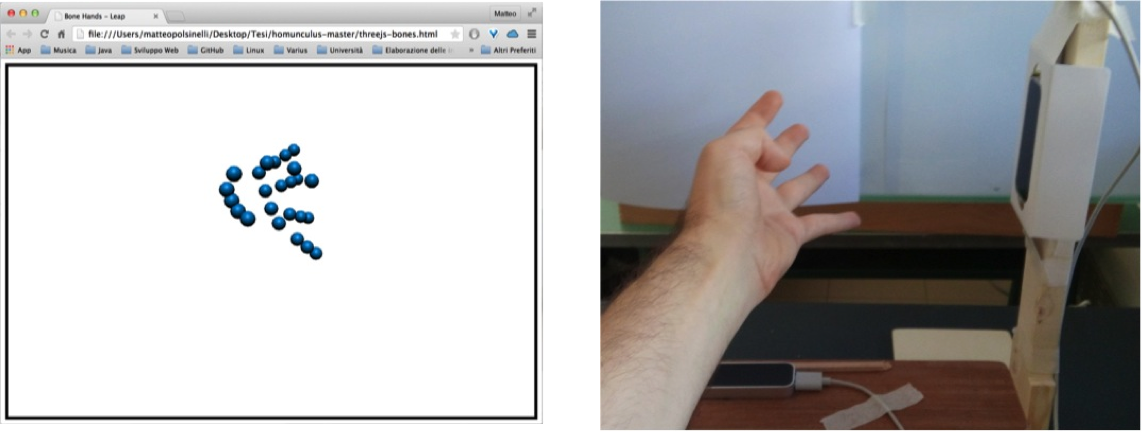 Bone Hands - Leap
Matteo
file:///Users/matteopolsinelli/Desktop/Tesi/homunculus-master/threejs-bones.html
App Musica Java Sviluppo Web GitHub Linux Varius Università Elaborazione delle » Altri Preferiti